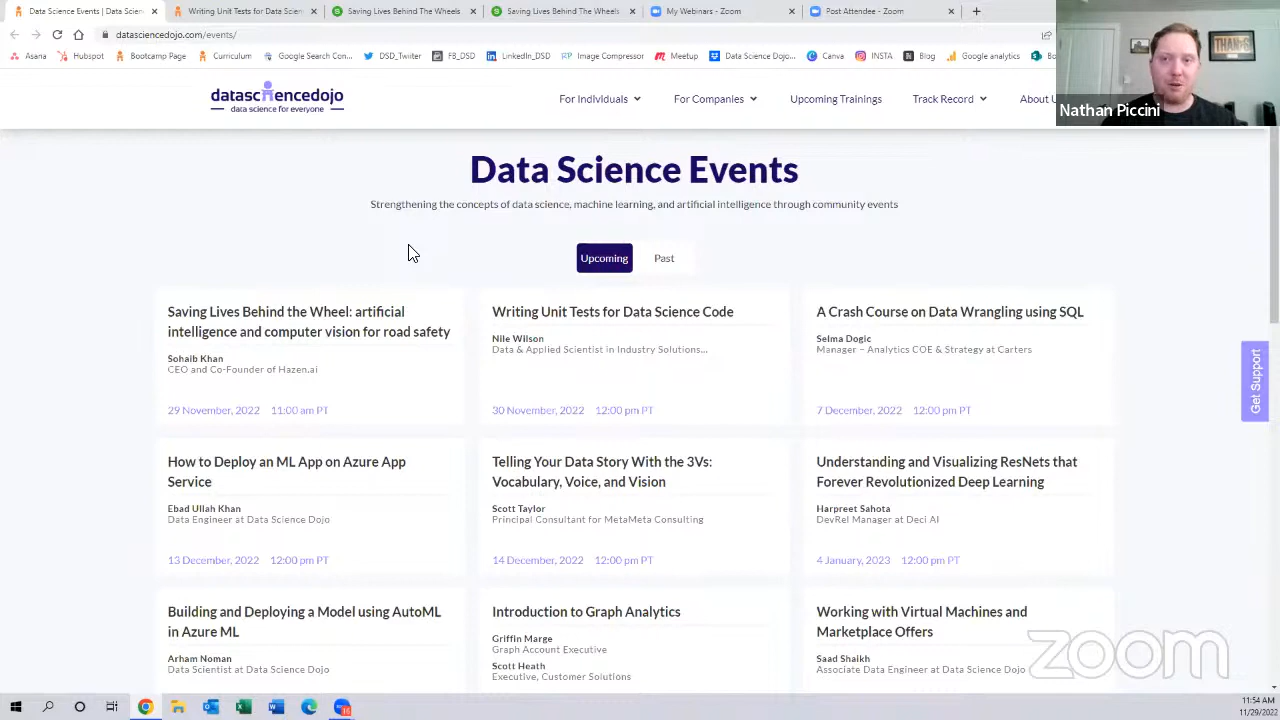 Data Science Events | Data Scien
Writing Unit Tests for Data Scien
Saving Lives Behind The Wheels
Saving Lives Behind The Wheels
My Webinars - Zoom
Post Attendee - Zoom
datasciencedojo.com/events/
Asana
Hubspot
Bootcamp Page
Curriculum
Google Search Con...
DSD_Twiter
FB_DSD
LinkedIn_DSD
Image Compressor
Meetup
Data Science Dojo...
Canva
INSTA
Blog
Google analytics
Nathan Piccini
datasciencedojo
data science for everyone
For Individuals
For Companies
Upcoming Trainings
Track Record
About U
Data Science Events
Strengthening the concepts of data science, machine learning, and artificial intelligence through community events
Upcoming
Past
Saving Lives Behind the Wheel: artificial
intelligence and computer vision for road safety
Sohaib Khan
CEO and Co-Founder of Hazen.ai
29 November, 2022 11:00 am PT
Writing Unit Tests for Data Science Code
Nile Wilson
Data & Applied Scientist in Industry Solutions...
30 November, 2022 12:00 pm PT
A Crash Course on Data Wrangling using SQL
Selma Dogic
Manager – Analytics COE & Strategy at Carters
7 December, 2022 12:00 pm PT
Get Support
How to Deploy an ML App on Azure App
Service
Ebad Ullah Khan
Data Engineer at Data Science Dojo
13 December, 2022 12:00 pm PT
Telling Your Data Story With the 3Vs:
Vocabulary, Voice, and Vision
Scott Taylor
Principal Consultant for MetaMeta Consulting
14 December, 2022 12:00 pm PT
Understanding and Visualizing ResNets that
Forever Revolutionized Deep Learning
Harpreet Sahota
DevRel Manager at Deci AI
4 January, 2023 12:00 pm PT
Building and Deploying a Model using AutoML
in Azure ML
Arham Noman
Data Scientist at Data Science Dojo
Introduction to Graph Analytics
Griffin Marge
Graph Account Executive
Scott Heath
Executive, Customer Solutions
Working with Virtual Machines and
Marketplace Offers
Saad Shaikh
Associate Data Engineer at Data Science Dojo
zoom
11:54 AM
11/29/2022